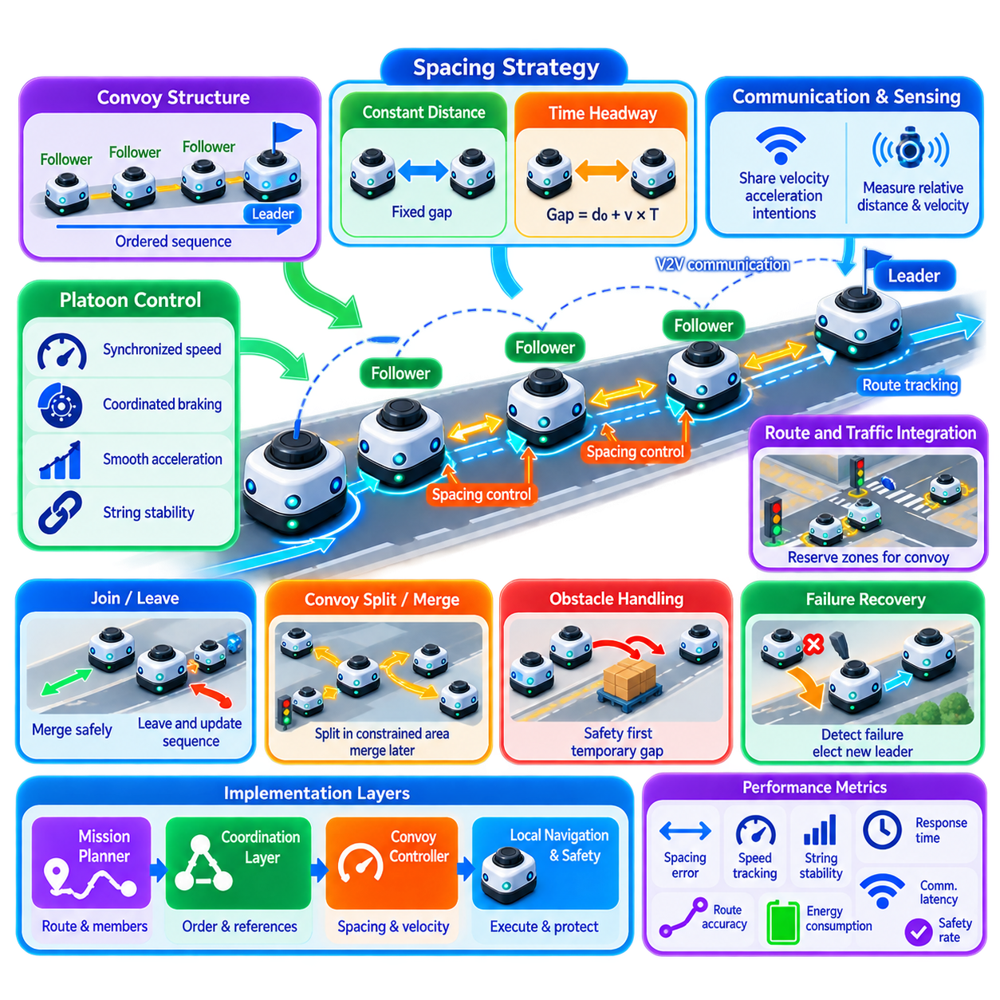 Spacing Strategy
Convoy Structure
Follower
Follower
Follower
Leader
Ordered sequence
Constant Distance
Fixed gap
Time Headway
Gap = d₀ + v × T
Communication & Sensing
Share velocity
acceleration
intentions
Measure relative
distance & velocity
Platoon Control
Synchronized speed
Coordinated braking
Smooth acceleration
String stability
V2V communication
Leader
Follower
Follower
Follower
Route tracking
Spacing control
Spacing control
Route and Traffic Integration
Reserve zones for convoy
Join / Leave
Merge safely
Leave and update
sequence
Convoy Split / Merge
Split in constrained area
merge later
Obstacle Handling
Safety first
temporary gap
Failure Recovery
Detect failure
elect new leader
Implementation Layers
Mission
Planner
Route & members
Coordination
Layer
Order & references
Convoy
Controller
Spacing & velocity
Local Navigation
& Safety
Execute & protect
Performance Metrics
Spacing
error
Speed
tracking
String
stability
Response
time
Route
accuracy
Energy
consumption
Comm.
latency
Safety
rate